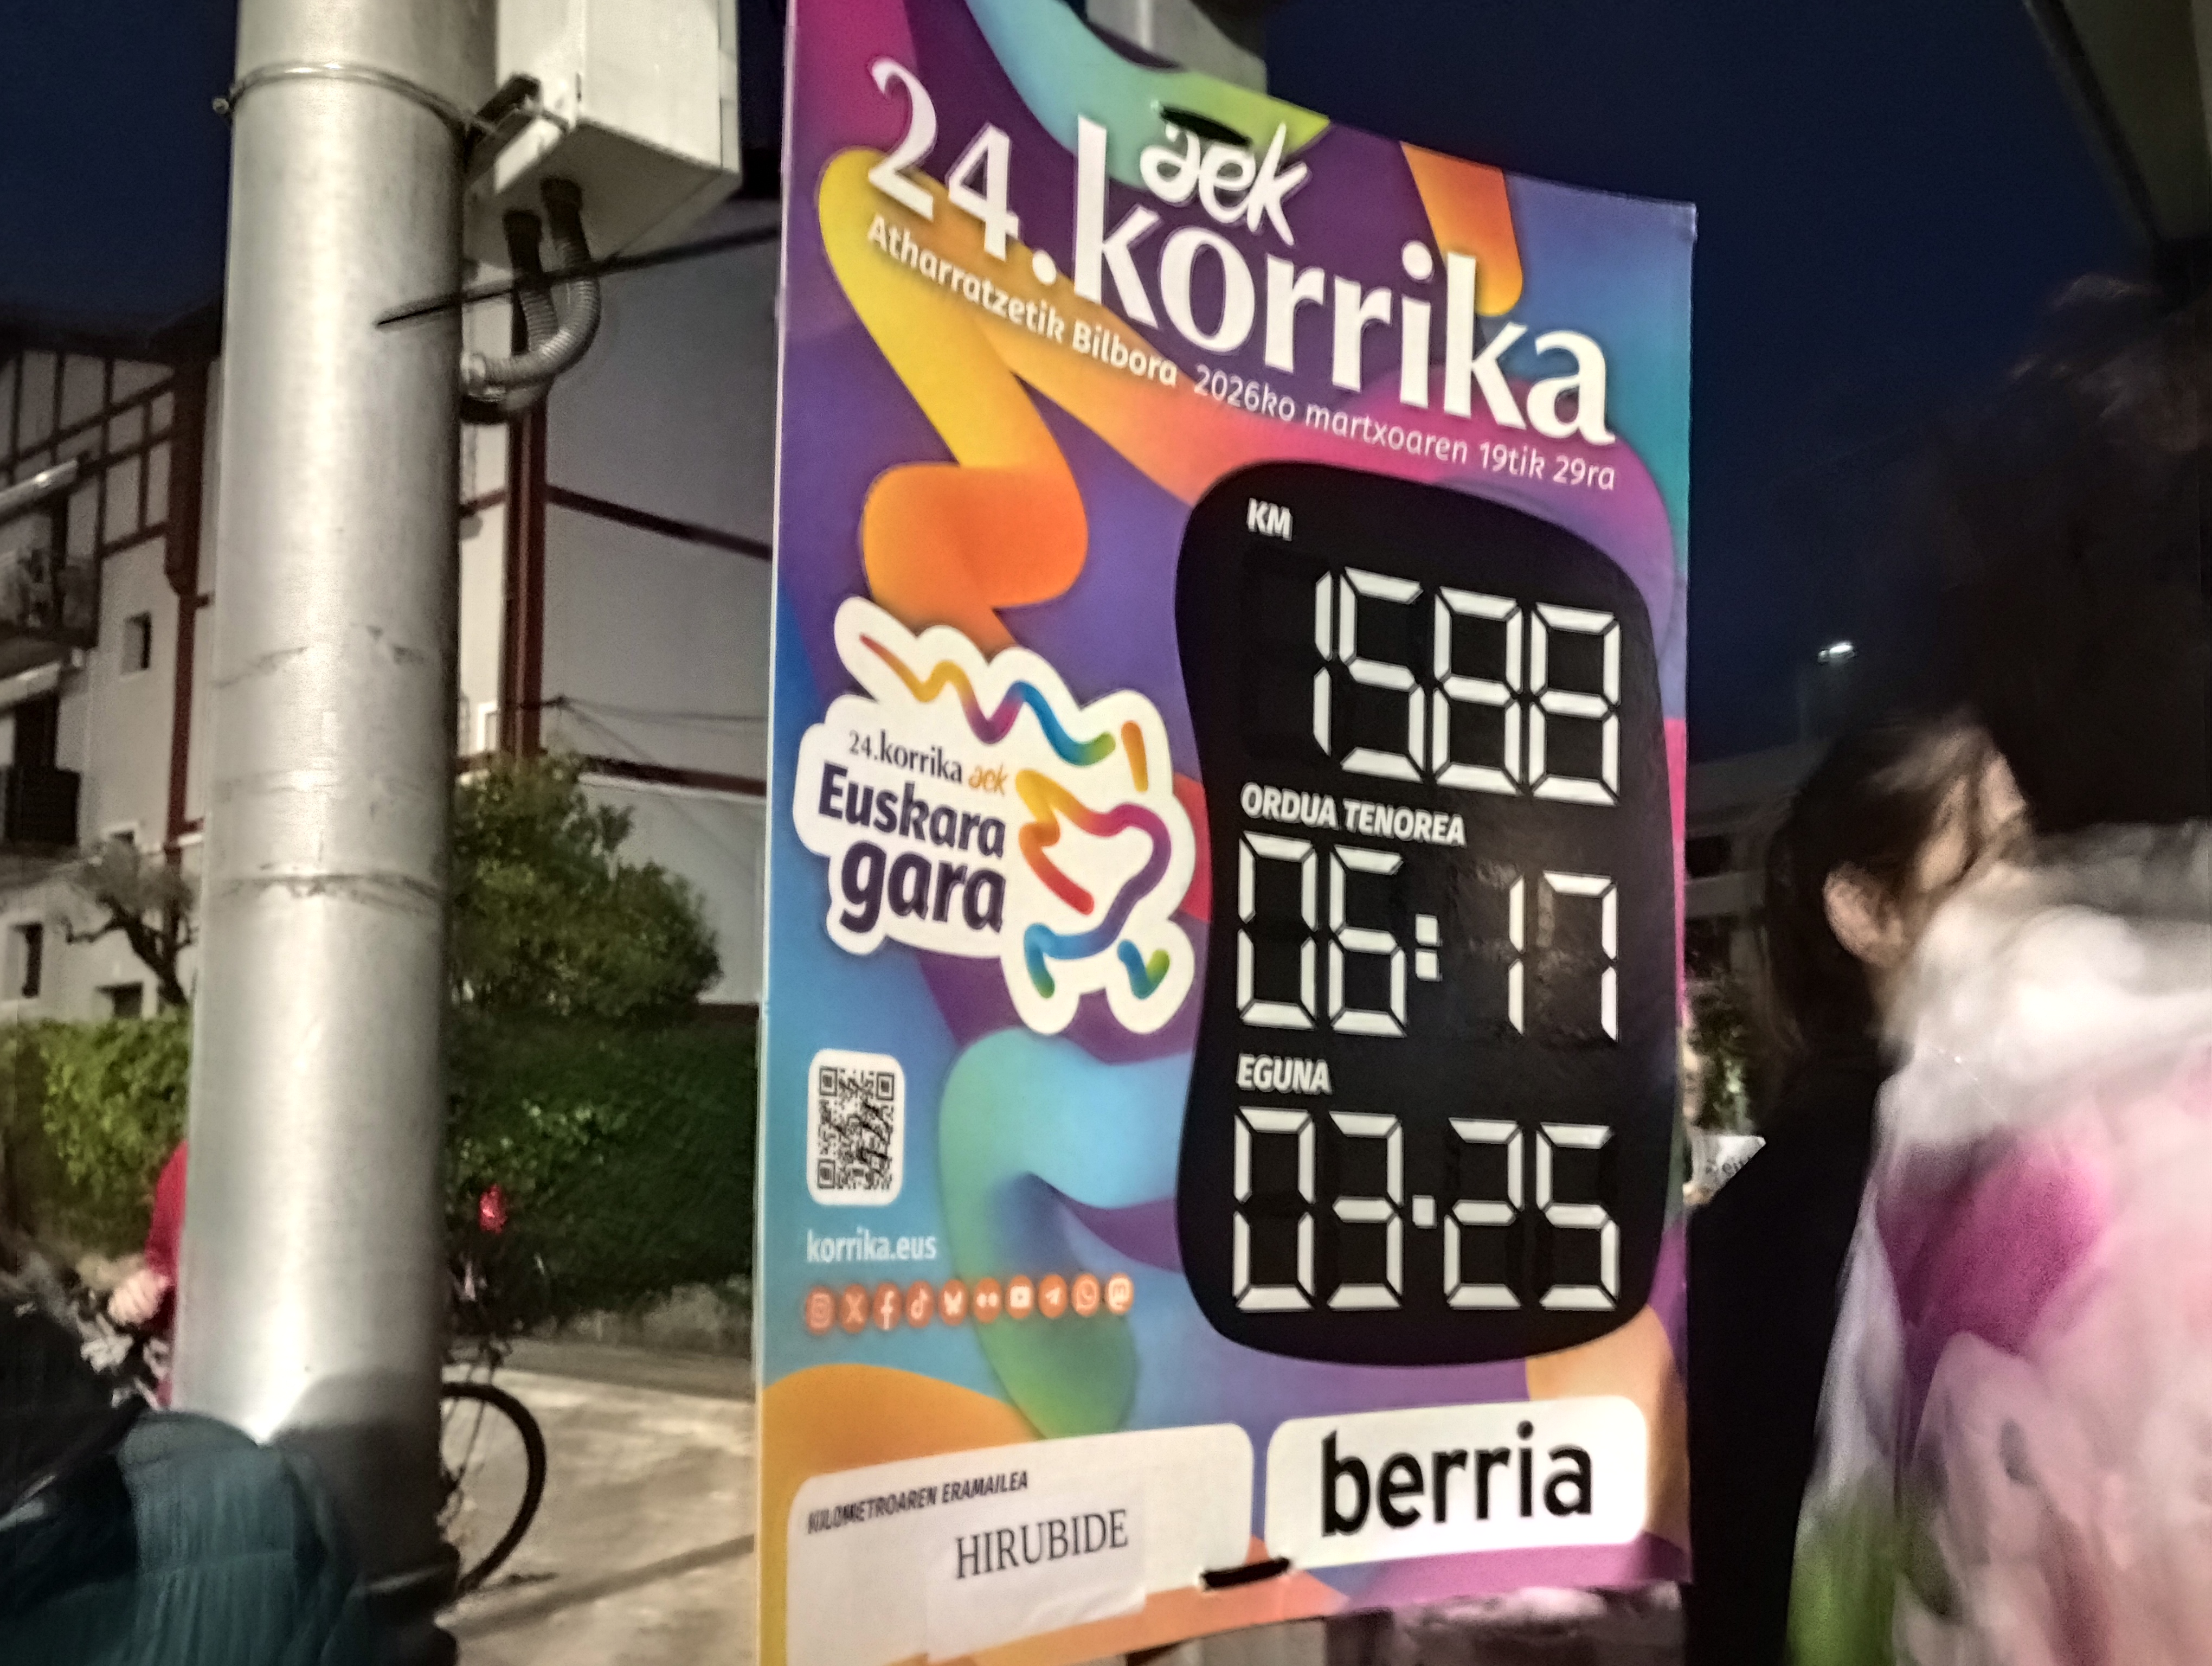 aek
24.korrika
Atharratzetik Bilbora 2026ko martxoaren 19tik 29ra
KM
1588
ORDUA TENOREA
06:17
EGUNA
03.25
24.korrika aek
Euskara
gara
korrika.eus
KILOMETROAREN ERAMAILEA
HIRUBIDE
berria